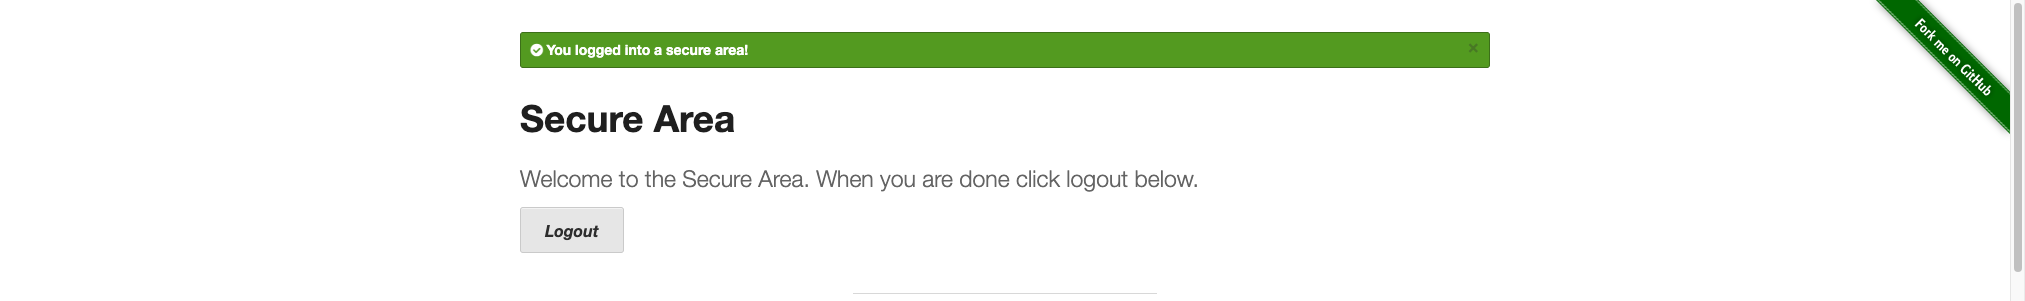 You logged into a secure area!
×
Fork me on GitHub
Secure Area
Welcome to the Secure Area. When you are done click logout below.
Logout